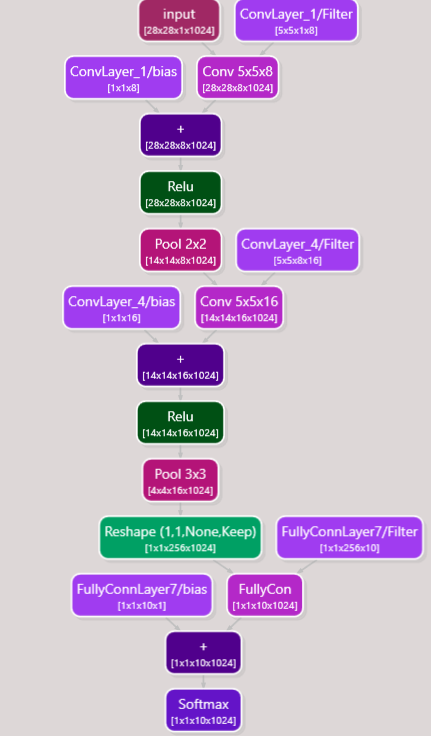 input
[28x28x1x1024]
ConvLayer_1/Filter
[5x5x1x8]
ConvLayer_1/bias
[1x1x8]
Conv 5x5x8
[28x28x8x1024]
+
[28x28x8x1024]
Relu
[28x28x8x1024]
Pool 2x2
[14x14x8x1024]
ConvLayer_4/Filter
[5x5x8x16]
ConvLayer_4/bias
[1x1x16]
Conv 5x5x16
[14x14x16x1024]
+
[14x14x16x1024]
Relu
[14x14x16x1024]
Pool 3x3
[4x4x16x1024]
Reshape (1,1,None,Keep)
[1x1x256x1024]
FullyConnLayer7/Filter
[1x1x256x10]
FullyConnLayer7/bias
[1x1x10x1]
FullyCon
[1x1x10x1024]
+
[1x1x10x1024]
Softmax
[1x1x10x1024]